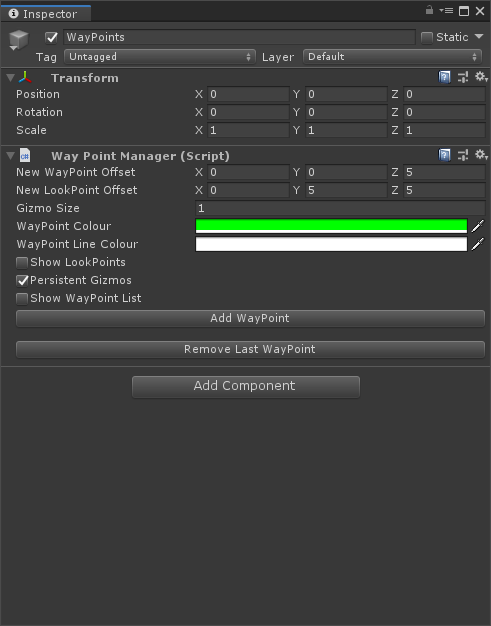 Inspector
WayPoints Static
Tag Untagged Layer Default
Transform
Position X 0 Y 0 Z 0
Rotation X 0 Y 0 Z 0
Scale X 1 Y 1 Z 1
Way Point Manager (Script)
New WayPoint Offset X 0 Y 0 Z 5
New LookPoint Offset X 0 Y 5 Z 5
Gizmo Size 1
WayPoint Colour
WayPoint Line Colour
Show LookPoints
Persistent Gizmos
Show WayPoint List
Add WayPoint
Remove Last WayPoint
Add Component